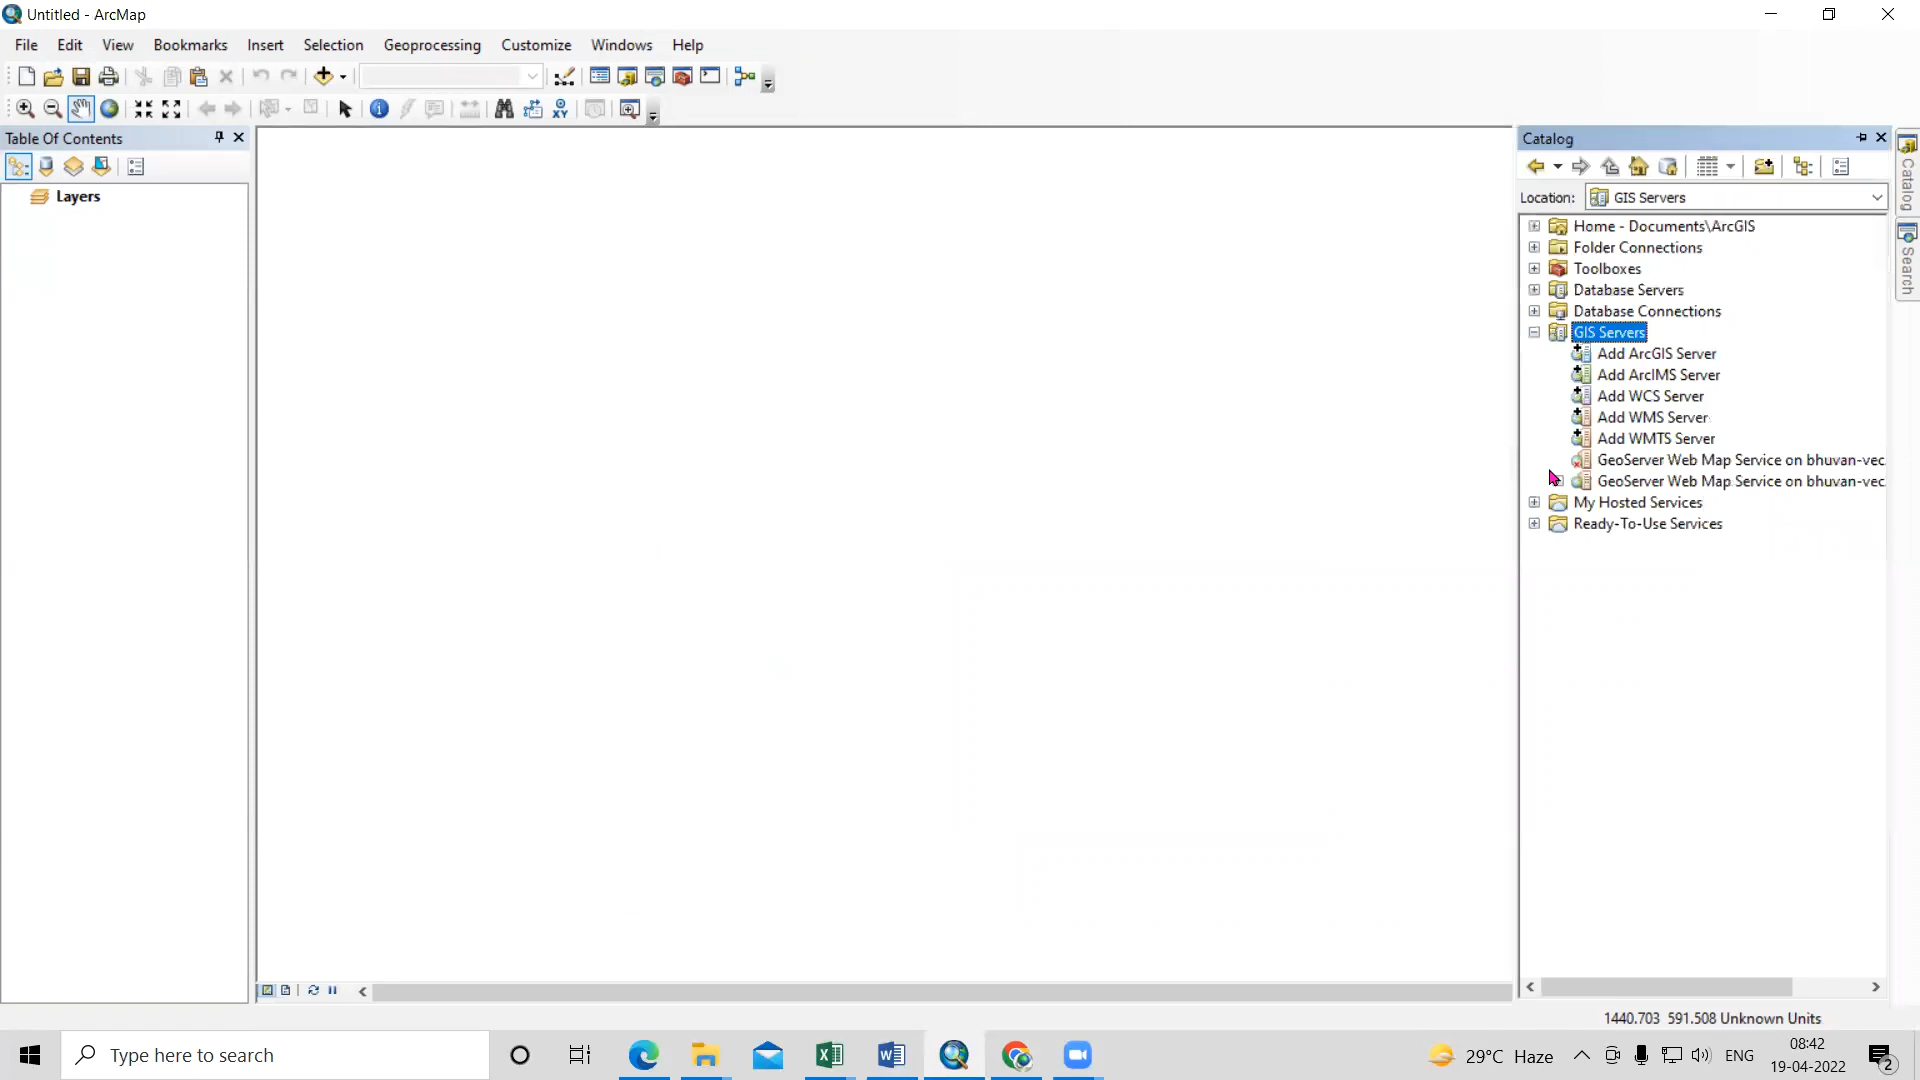 Untitled - ArcMap
File Edit View Bookmarks Insert Selection Geoprocessing Customize Windows Help
Table Of Contents
Layers
Catalog
Location: GIS Servers
Home - Documents\ArcGIS
Folder Connections
Toolboxes
Database Servers
Database Connections
GIS Servers
Add ArcGIS Server
Add ArcIMS Server
Add WCS Server
Add WMS Server
Add WMTS Server
GeoServer Web Map Service on bhuvan-vec
GeoServer Web Map Service on bhuvan-vec
My Hosted Services
Ready-To-Use Services
Catalog
Search
1440.703 591.508 Unknown Units
Type here to search
29°C Haze
ENG
08:42
19-04-2022
2